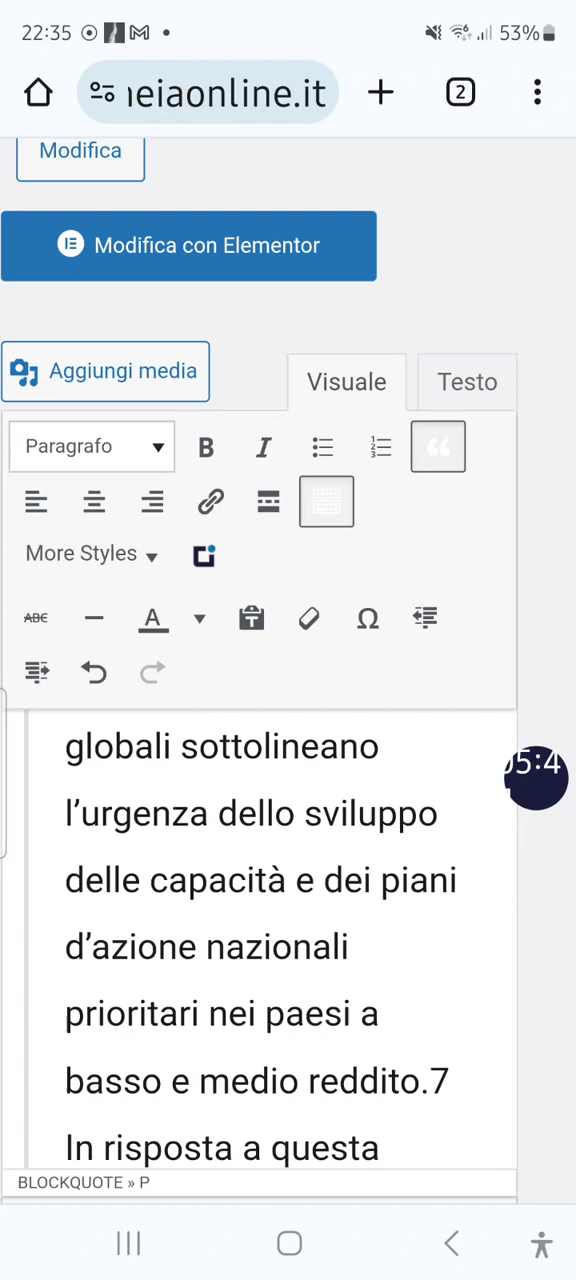 22:35
53%
neiaonline.it
2
Modifica
Modifica con Elementor
Aggiungi media
Visuale
Testo
Paragrafo
B
I
More Styles
ABC
A
T
Ω
globali sottolineano
l’urgenza dello sviluppo
delle capacità e dei piani
d’azione nazionali
prioritari nei paesi a
basso e medio reddito.7
In risposta a questa
BLOCKQUOTE » P